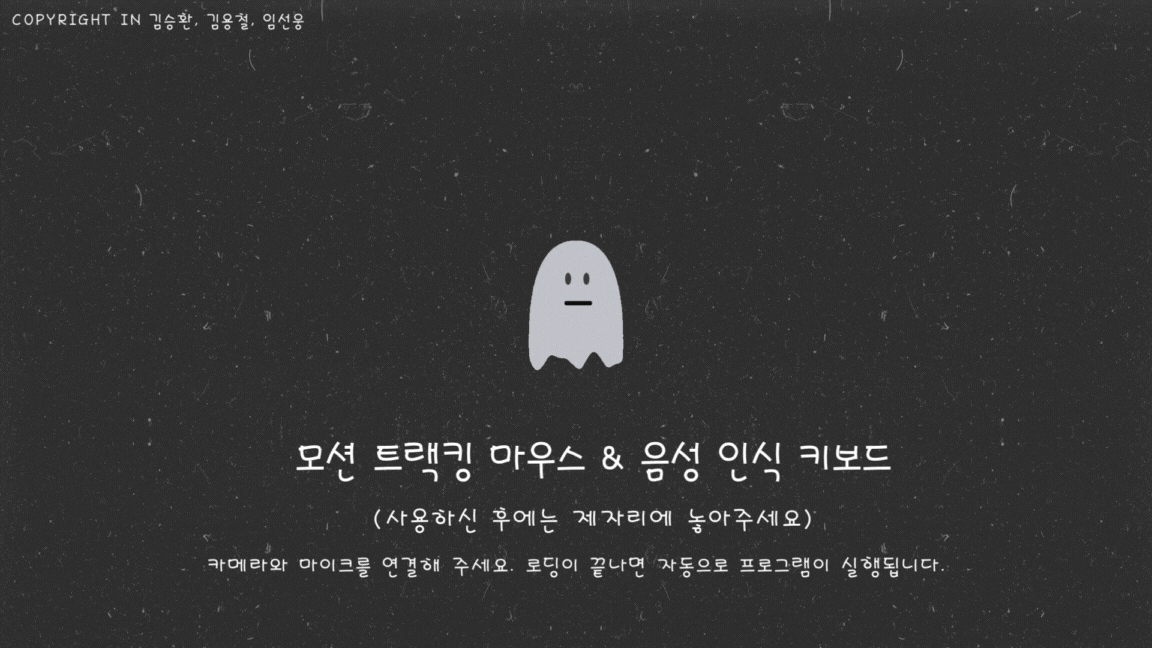 COPYRIGHT IN 김승환, 김용철, 임선웅
모션 트랙킹 마우스 & 음성 인식 키보드
(사용하신 후에는 제자리에 놓아주세요)
카메라와 마이크를 연결해 주세요. 로딩이 끝나면 자동으로 프로그램이 실행됩니다.